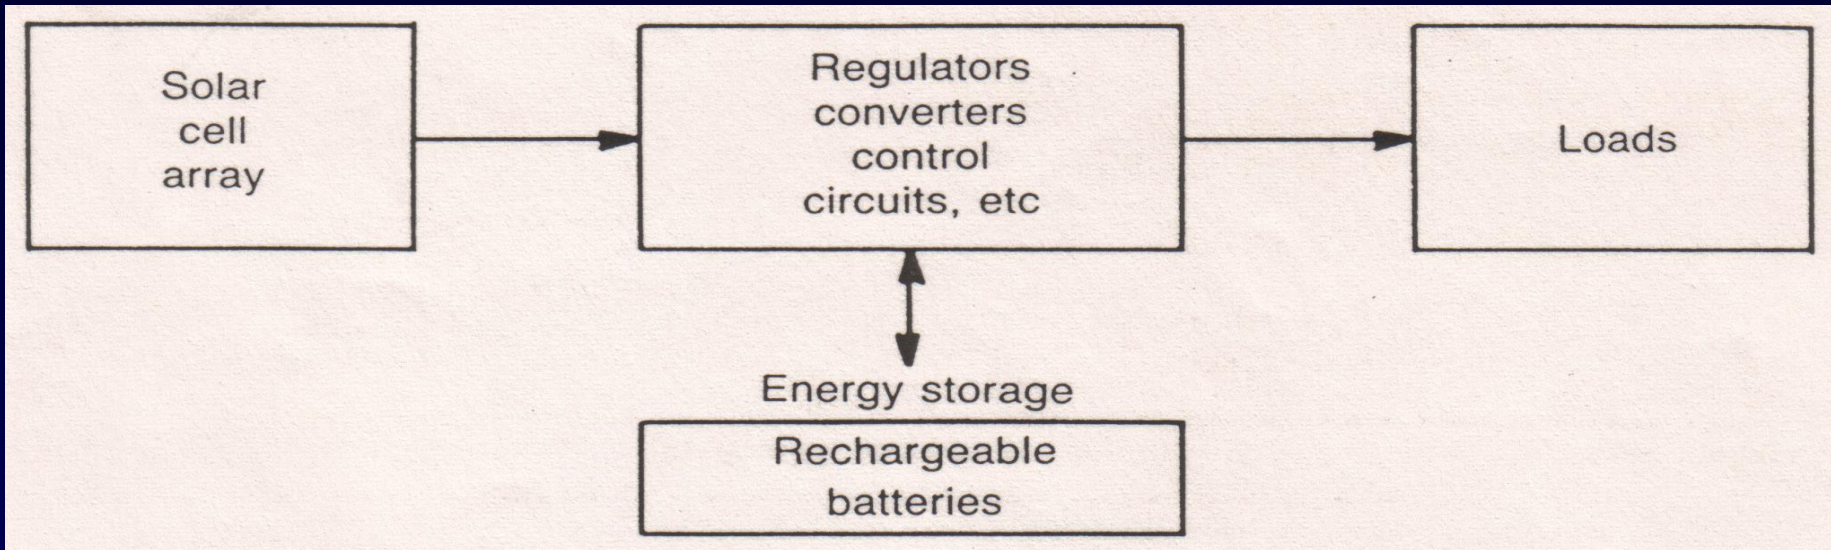 Solar
cell
array
Regulators
converters
control
circuits, etc
Loads
Energy storage
Rechargeable
batteries